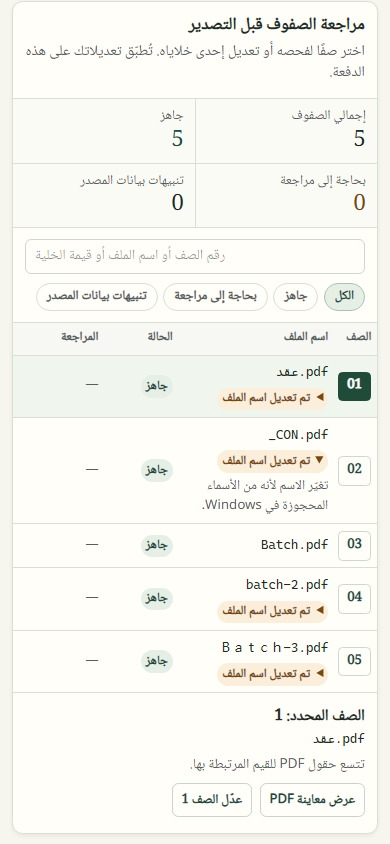 مراجعة الصفوف قبل التصدير
اختر صفًا لفحصه أو تعديل إحدى خلاياه. تُطبَّق تعديلاتك على هذه
الدفعة.
إجمالي الصفوف
5
جاهز
5
بحاجة إلى مراجعة
0
تنبيهات بيانات المصدر
0
رقم الصف أو اسم الملف أو قيمة الخلية
الكل
جاهز
بحاجة إلى مراجعة
تنبيهات بيانات المصدر
الصف اسم الملف الحالة المراجعة
01 عقد.pdf جاهز —
◀ تم تعديل اسم الملف
02 _CON.pdf جاهز —
▼ تم تعديل اسم الملف
تغيّر الاسم لأنه من الأسماء
المحجوزة في Windows.
03 Batch.pdf جاهز —
04 batch-2.pdf جاهز —
◀ تم تعديل اسم الملف
05 Ｂａｔｃｈ-3.pdf جاهز —
◀ تم تعديل اسم الملف
الصف المحدد: 1
عقد.pdf
تتسع حقول PDF للقيم المرتبطة بها.
عرض معاينة PDF
عدّل الصف 1